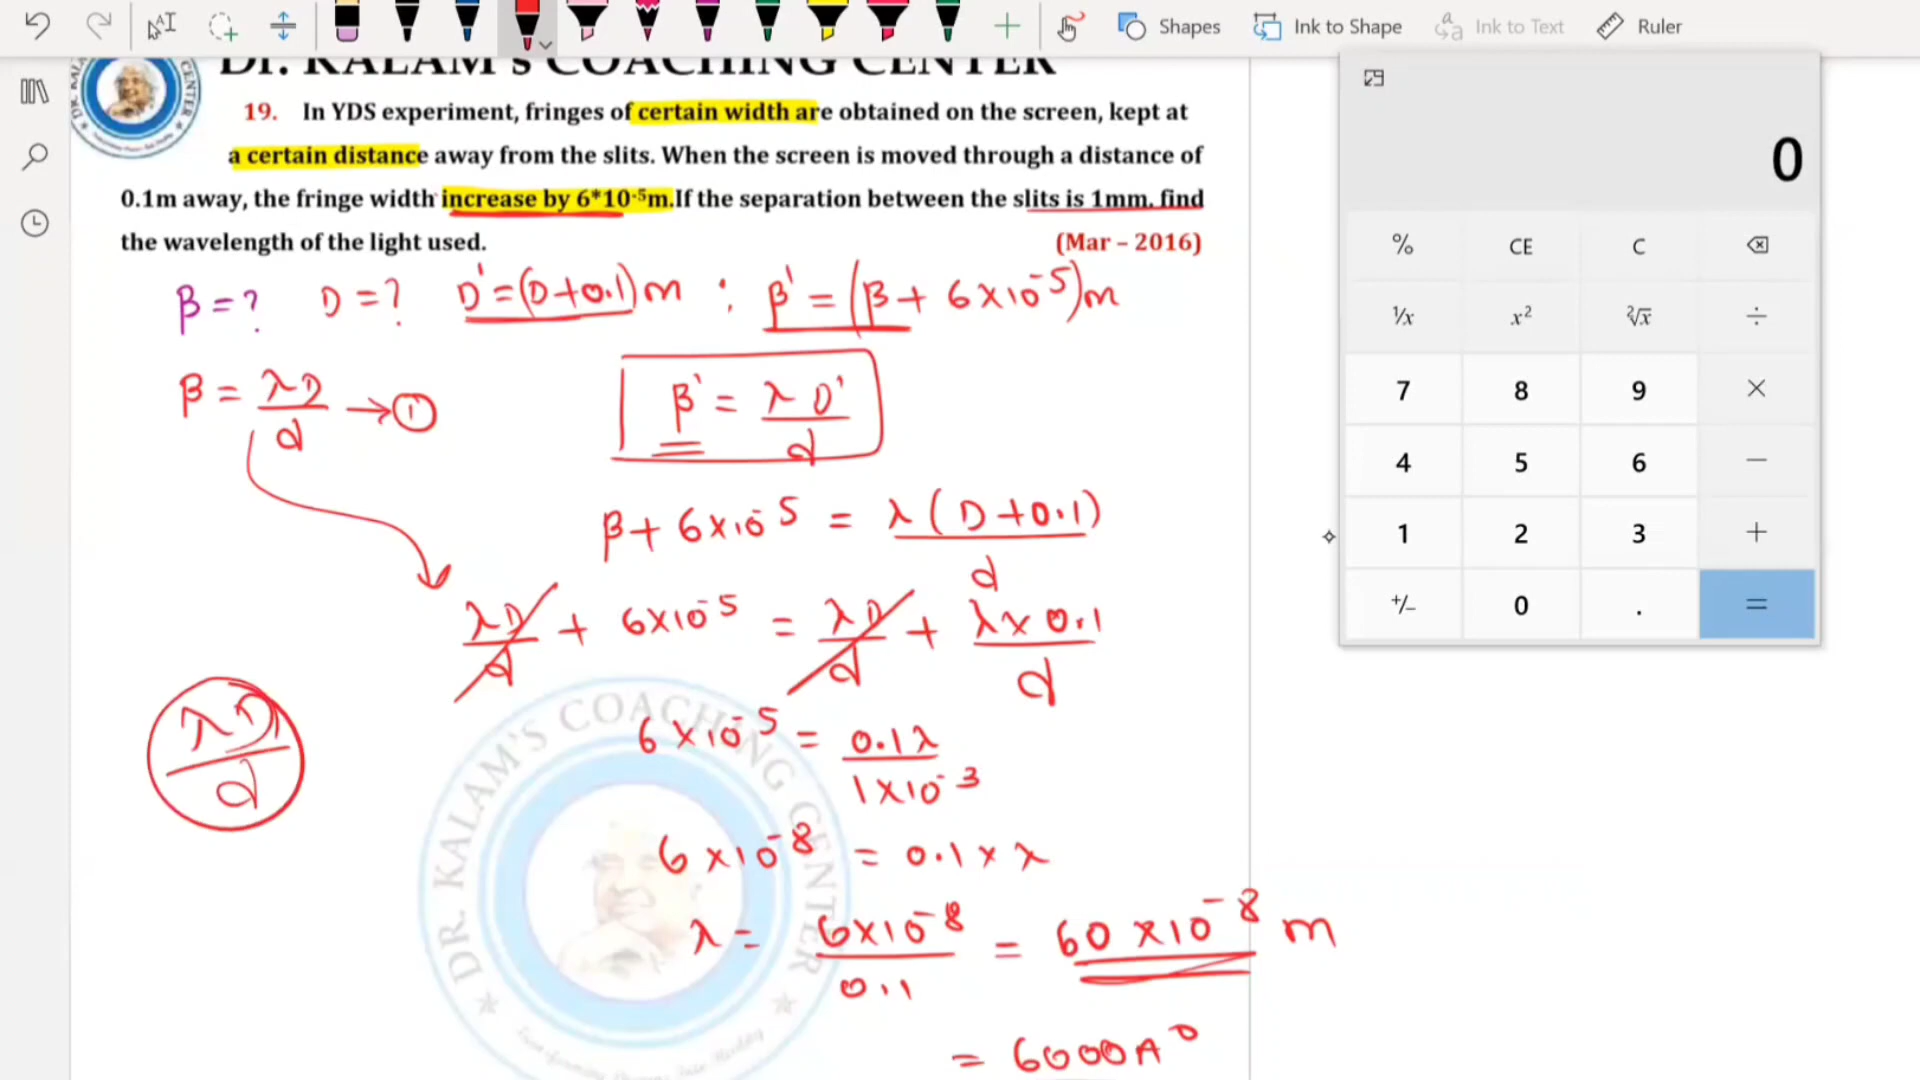 Shapes Ink to Shape Ink to Text Ruler
Dr. KALAM's COACHING CENTER
19. In YDS experiment, fringes of certain width are obtained on the screen, kept at
a certain distance away from the slits. When the screen is moved through a distance of
0.1m away, the fringe width increase by 6*10⁻⁵m.If the separation between the slits is 1mm. find
the wavelength of the light used. (Mar – 2016)
β = ? D = ? D' = (D+0.1)m : β' = (β + 6×10⁻⁵)m
β = λD/d → ① β' = λD'/d
β + 6×10⁻⁵ = λ(D+0.1)/d
λD/d + 6×10⁻⁵ = λD/d + λ×0.1/d
λD/d
6×10⁻⁵ = 0.1λ/1×10⁻³
6×10⁻⁸ = 0.1×λ
λ = 6×10⁻⁸/0.1 = 60×10⁻⁸ m
= 6000A°
DR. KALAM'S COACHING CENTER
0
% CE C
¹/x x² ²√x ÷
7 8 9 ×
4 5 6 −
1 2 3 +
+/− 0 . =